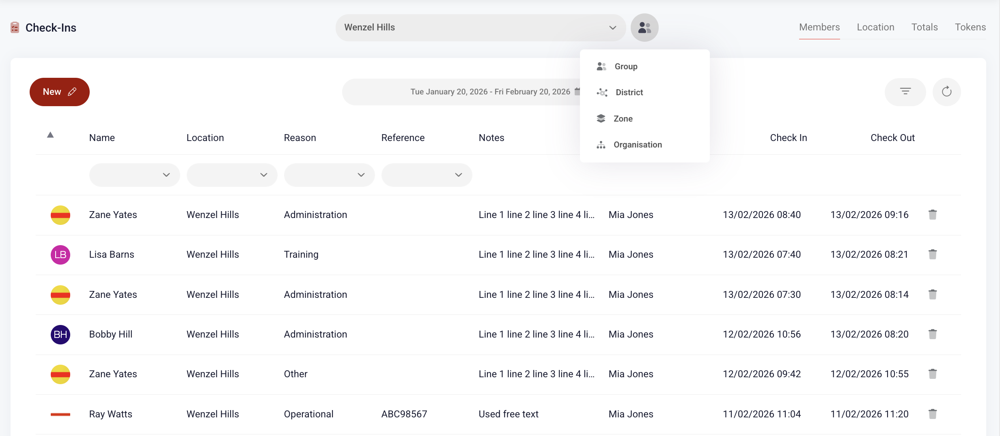 Check-Ins
Wenzel Hills
Members Location Totals Tokens
Group
District
Zone
Organisation
New
Tue January 20, 2026 - Fri February 20, 2026
Name Location Reason Reference Notes Check In Check Out
Zane Yates Wenzel Hills Administration Line 1 line 2 line 3 line 4 li... Mia Jones 13/02/2026 08:40 13/02/2026 09:16
LB Lisa Barns Wenzel Hills Training Line 1 line 2 line 3 line 4 li... Mia Jones 13/02/2026 07:40 13/02/2026 08:21
Zane Yates Wenzel Hills Administration Line 1 line 2 line 3 line 4 li... Mia Jones 13/02/2026 07:30 13/02/2026 08:14
BH Bobby Hill Wenzel Hills Administration Line 1 line 2 line 3 line 4 li... Mia Jones 12/02/2026 10:56 13/02/2026 08:20
Zane Yates Wenzel Hills Other Line 1 line 2 line 3 line 4 li... Mia Jones 12/02/2026 09:42 12/02/2026 10:55
Ray Watts Wenzel Hills Operational ABC98567 Used free text Mia Jones 11/02/2026 11:04 11/02/2026 11:20